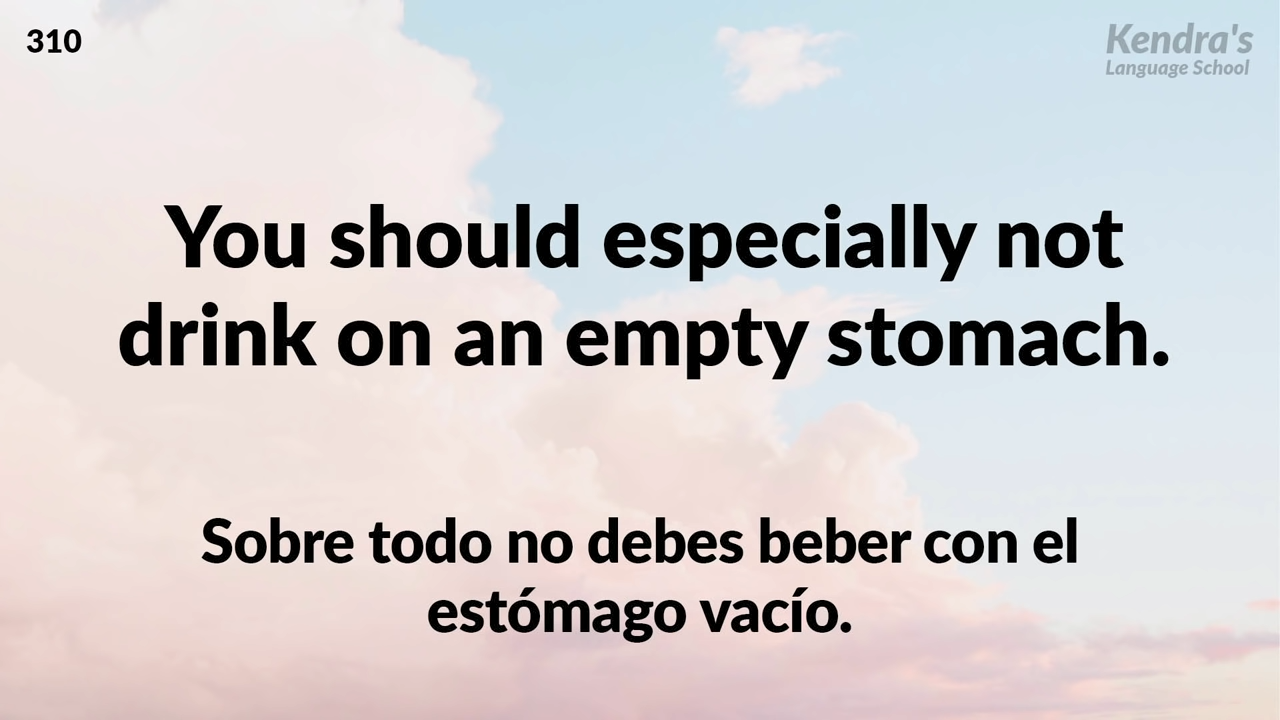 310
Kendra's
Language School
You should especially not
drink on an empty stomach.
Sobre todo no debes beber con el
estómago vacío.